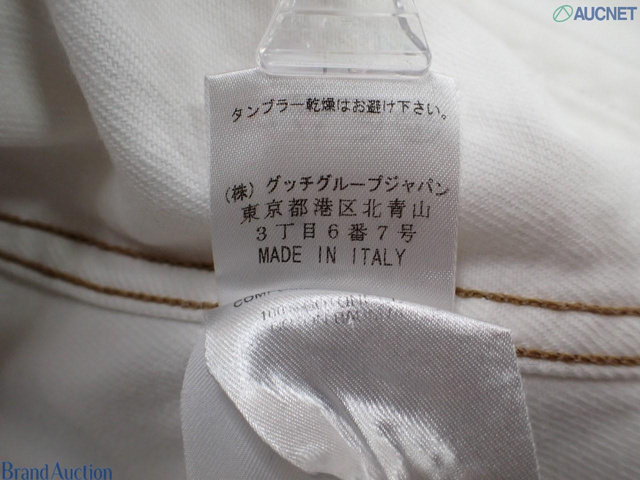 AUCNET
タンブラー乾燥はお避け下さい。
(株) グッチグループジャパン
東京都港区北青山
3丁目6番7号
MADE IN ITALY
Brand Auction